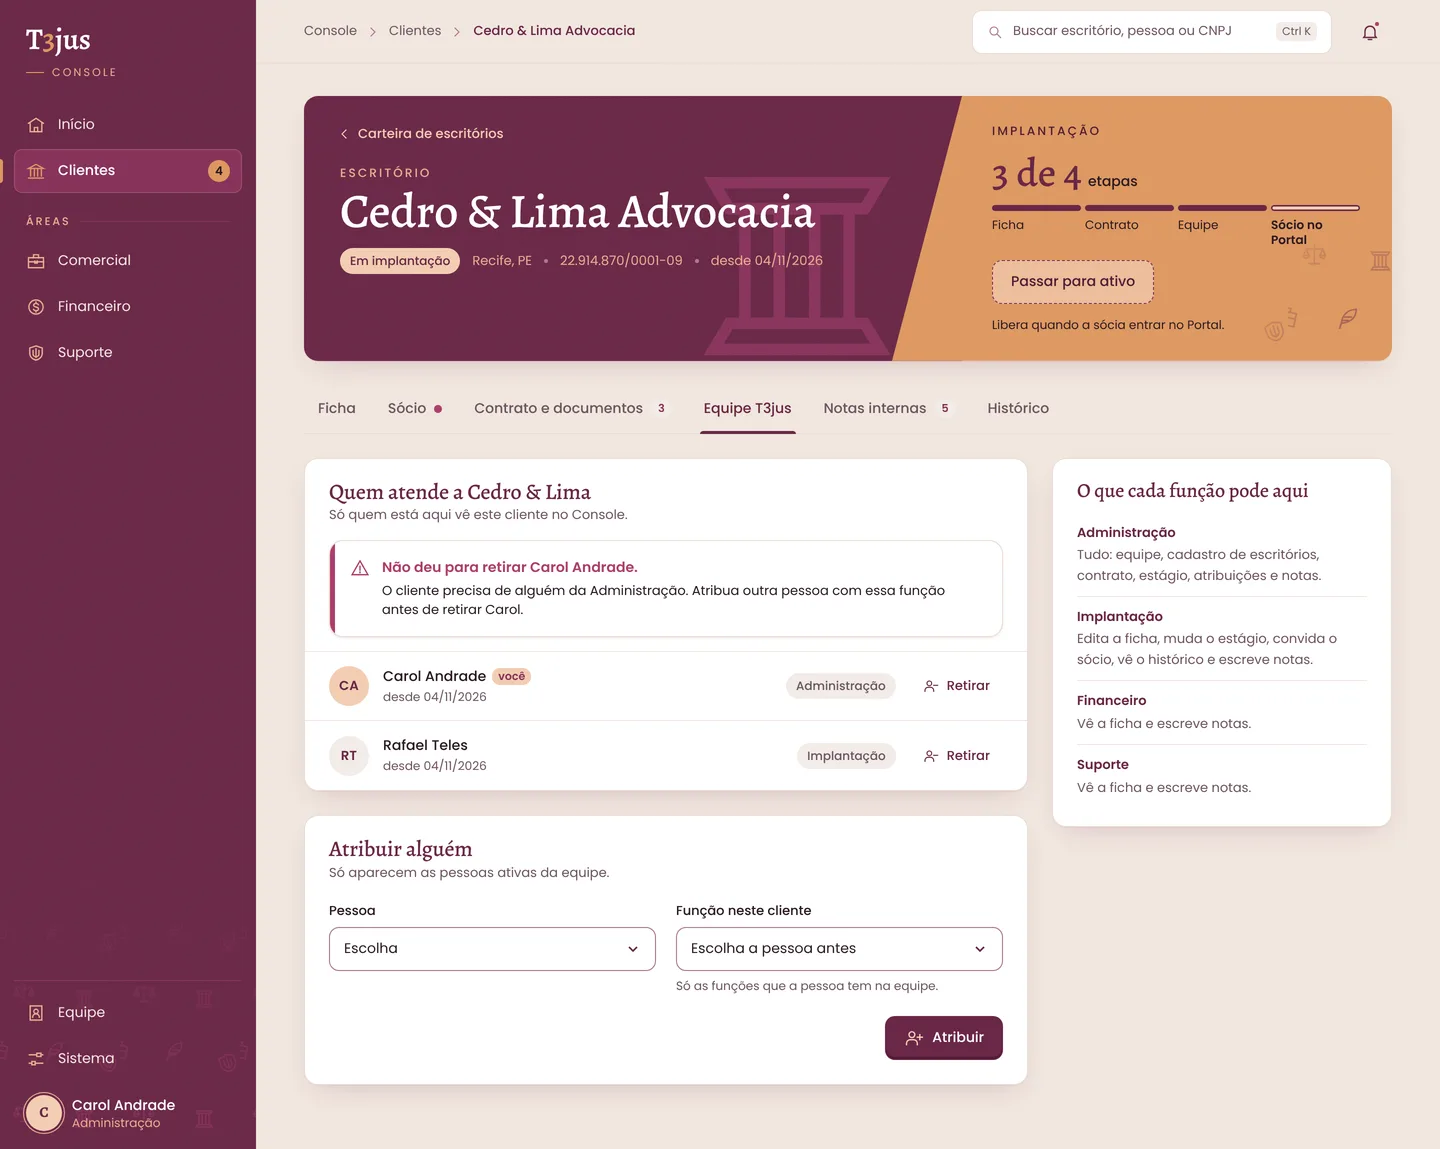 T3jus
CONSOLE
Início
Clientes
4
ÁREAS
Comercial
Financeiro
Suporte
Equipe
Sistema
C
Carol Andrade
Administração
Console
Clientes
Cedro & Lima Advocacia
Buscar escritório, pessoa ou CNPJ
Ctrl K
Carteira de escritórios
ESCRITÓRIO
Cedro & Lima Advocacia
Em implantação
Recife, PE • 22.914.870/0001-09 • desde 04/11/2026
IMPLANTAÇÃO
3 de 4 etapas
Ficha
Contrato
Equipe
Sócio no
Portal
Passar para ativo
Libera quando a sócia entrar no Portal.
Ficha
Sócio
Contrato e documentos 3
Equipe T3jus
Notas internas 5
Histórico
Quem atende a Cedro & Lima
Só quem está aqui vê este cliente no Console.
Não deu para retirar Carol Andrade.
O cliente precisa de alguém da Administração. Atribua outra pessoa com essa função
antes de retirar Carol.
CA
Carol Andrade você
desde 04/11/2026
Administração
Retirar
RT
Rafael Teles
desde 04/11/2026
Implantação
Retirar
Atribuir alguém
Só aparecem as pessoas ativas da equipe.
Pessoa
Escolha
Função neste cliente
Escolha a pessoa antes
Só as funções que a pessoa tem na equipe.
Atribuir
O que cada função pode aqui
Administração
Tudo: equipe, cadastro de escritórios,
contrato, estágio, atribuições e notas.
Implantação
Edita a ficha, muda o estágio, convida o
sócio, vê o histórico e escreve notas.
Financeiro
Vê a ficha e escreve notas.
Suporte
Vê a ficha e escreve notas.